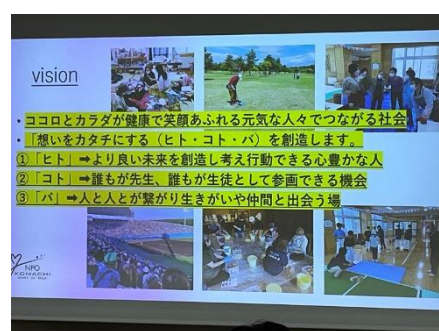 vision
・ココロとカラダが健康で笑顔あふれる元気な人々でつながる社会
・「想いをカタチにする（ヒト・コト・バ）を創造します。
①「ヒト」➡より良い未来を創造し考え行動できる心豊かな人
②「コト」➡誰もが先生、誰もが生徒として参画できる機会
③「バ」➡人と人とが繋がり生きがいや仲間と出会う場
NPO
KOMACHI